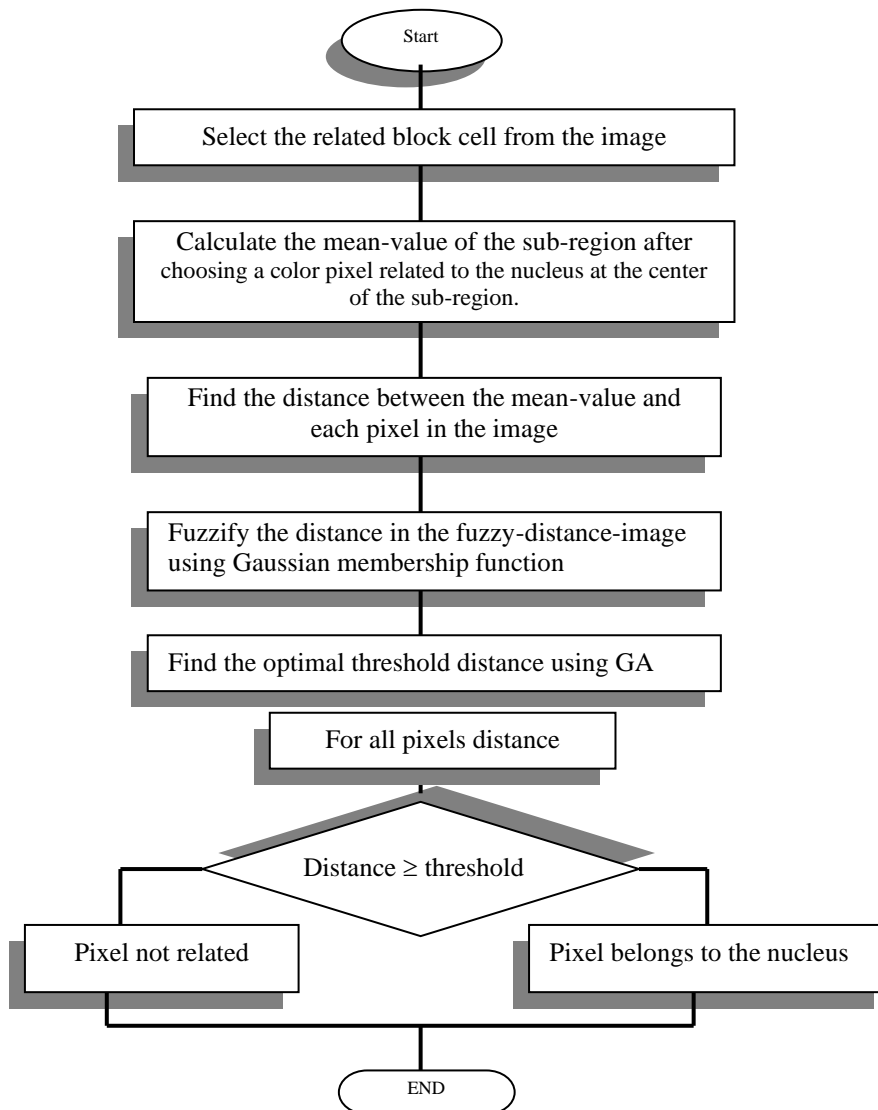 Start
Select the related block cell from the image
Calculate the mean-value of the sub-region after
choosing a color pixel related to the nucleus at the center
of the sub-region.
Find the distance between the mean-value and
each pixel in the image
Fuzzify the distance in the fuzzy-distance-image
using Gaussian membership function
Find the optimal threshold distance using GA
For all pixels distance
Distance ≥ threshold
Pixel not related
Pixel belongs to the nucleus
END